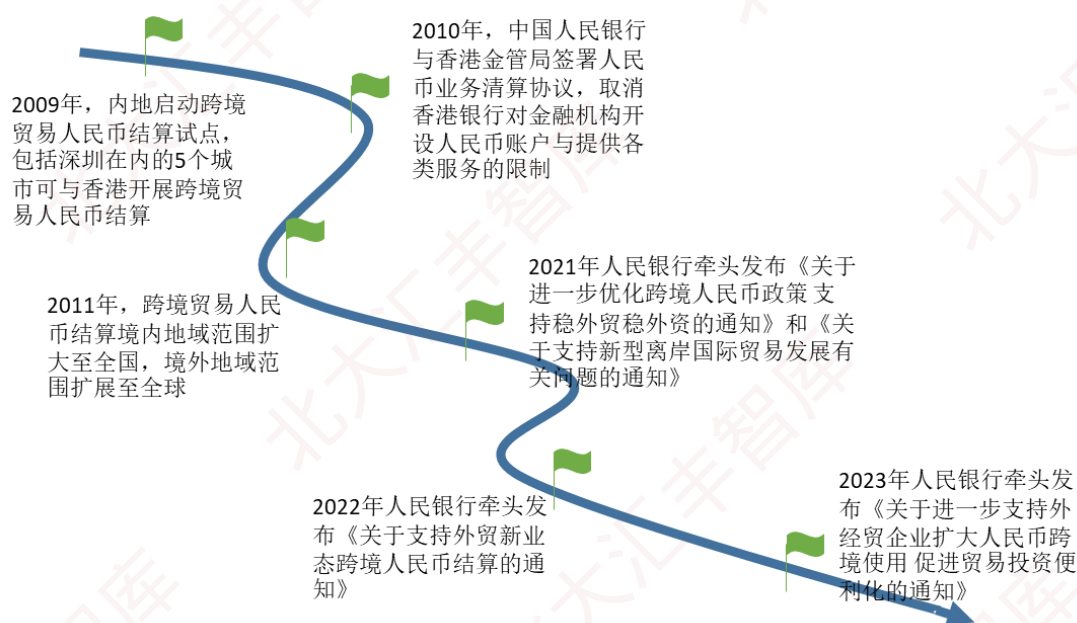 2009年，内地启动跨境
贸易人民币结算试点，
包括深圳在内的5个城
市可与香港开展跨境贸
易人民币结算
2010年，中国人民银行
与香港金管局签署人民
币业务清算协议，取消
香港银行对金融机构开
设人民币账户与提供各
类服务的限制
2011年，跨境贸易人民
币结算境内地域范围扩
大至全国，境外地域范
围扩展至全球
2021年人民银行牵头发布《关于
进一步优化跨境人民币政策 支
持稳外贸稳外资的通知》和《关
于支持新型离岸国际贸易发展有
关问题的通知》
2022年人民银行牵头发
布《关于支持外贸新业
态跨境人民币结算的通
知》
2023年人民银行牵头发
布《关于进一步支持外
经贸企业扩大人民币跨
境使用 促进贸易投资便
利化的通知》
北大汇丰智库